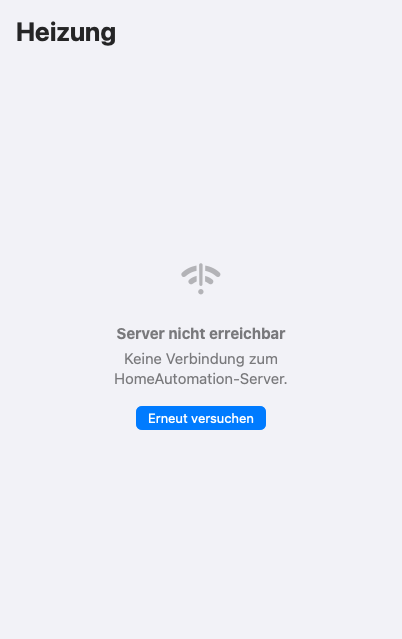 Heizung
Server nicht erreichbar
Keine Verbindung zum
HomeAutomation-Server.
Erneut versuchen